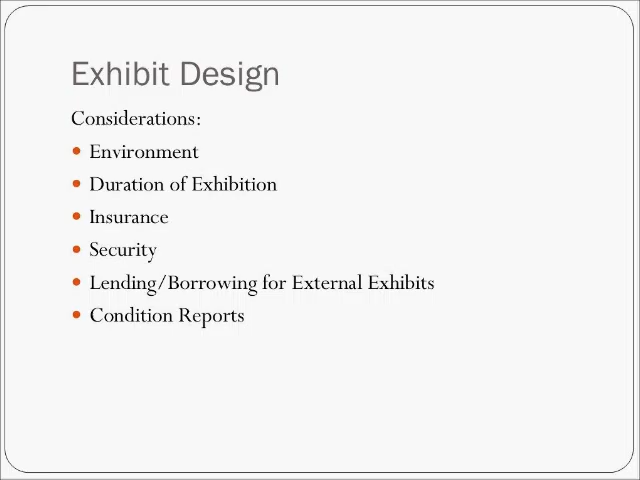 Exhibit Design
Considerations:
• Environment
• Duration of Exhibition
• Insurance
• Security
• Lending/Borrowing for External Exhibits
• Condition Reports